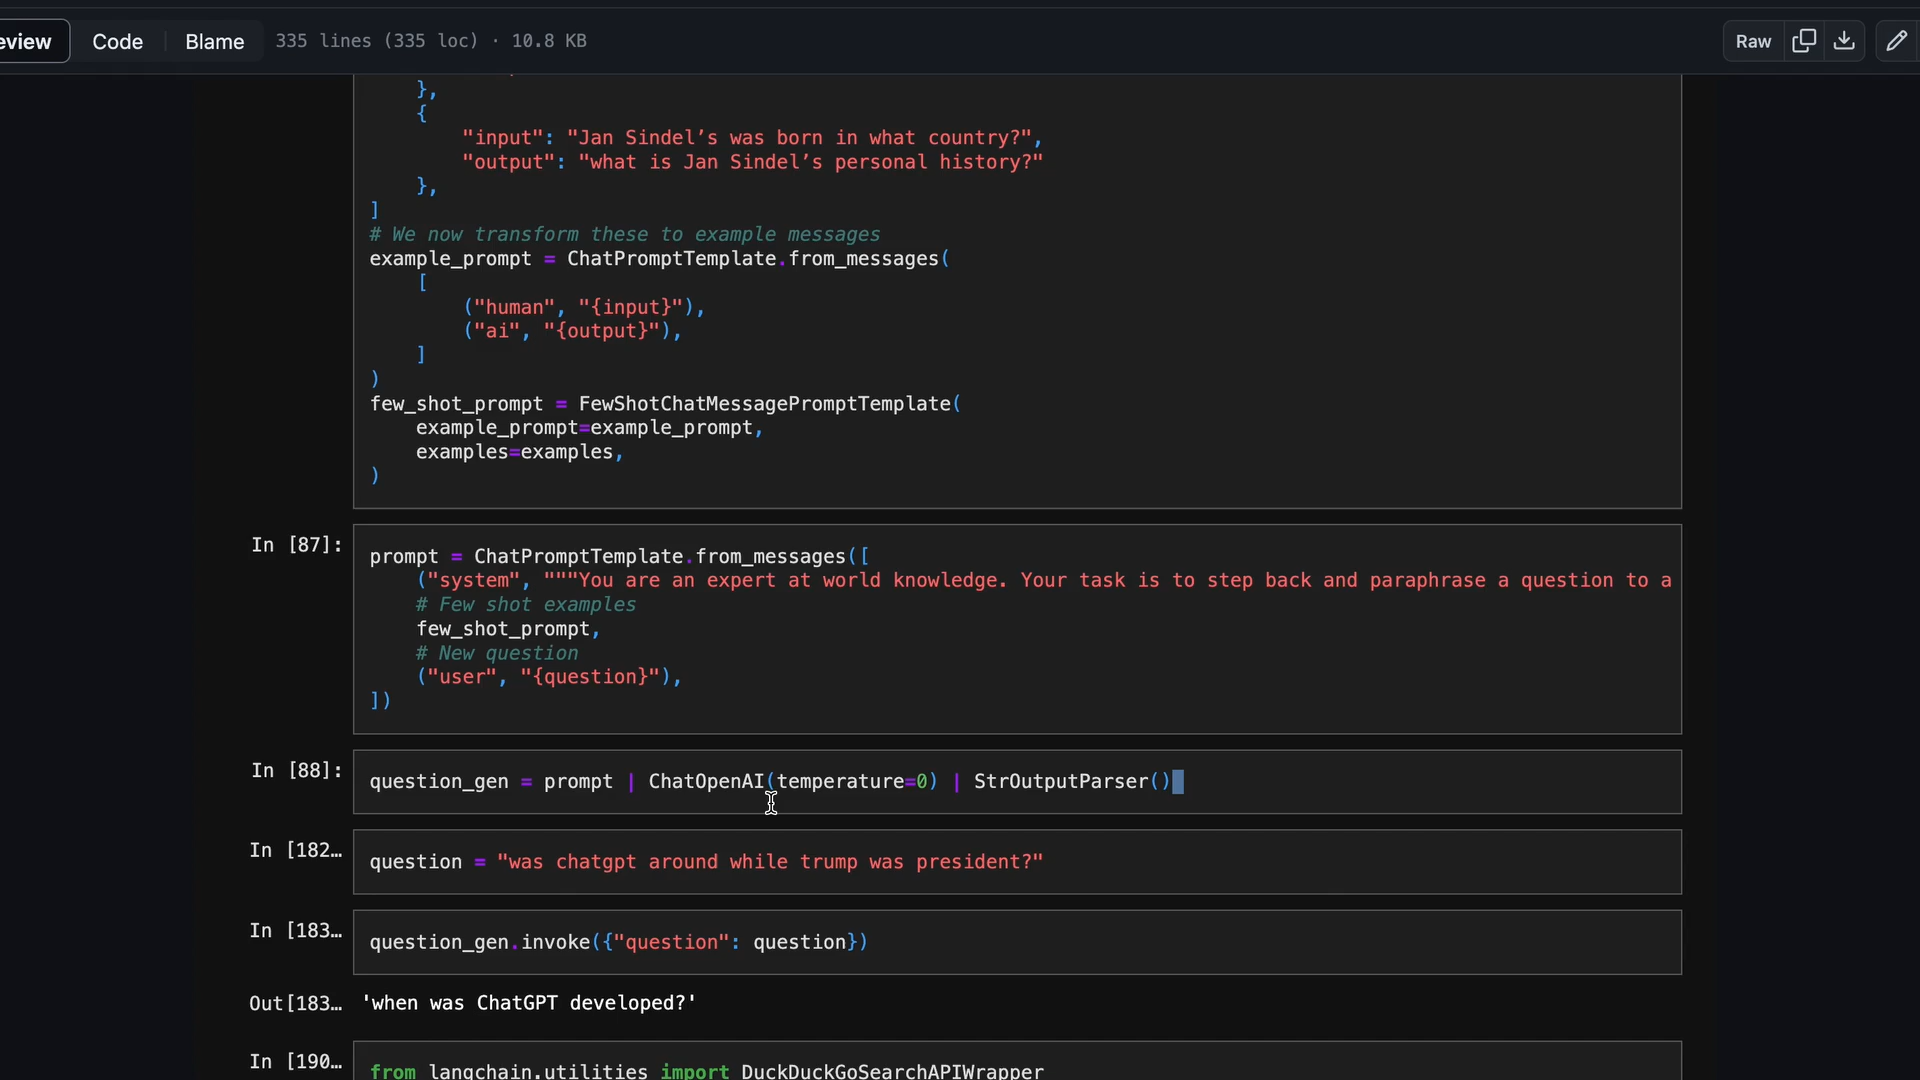 eview Code Blame 335 lines (335 loc) · 10.8 KB Raw
},
{
"input": "Jan Sindel’s was born in what country?",
"output": "what is Jan Sindel’s personal history?"
},
]
# We now transform these to example messages
example_prompt = ChatPromptTemplate.from_messages(
[
("human", "{input}"),
("ai", "{output}"),
]
)
few_shot_prompt = FewShotChatMessagePromptTemplate(
example_prompt=example_prompt,
examples=examples,
)
In [87]:
prompt = ChatPromptTemplate.from_messages([
("system", """You are an expert at world knowledge. Your task is to step back and paraphrase a question to a
# Few shot examples
few_shot_prompt,
# New question
("user", "{question}"),
])
In [88]: question_gen = prompt | ChatOpenAI(temperature=0) | StrOutputParser()
In [182… question = "was chatgpt around while trump was president?"
In [183… question_gen.invoke({"question": question})
Out[183… 'when was ChatGPT developed?'
In [190… from langchain.utilities import DuckDuckGoSearchAPIWrapper